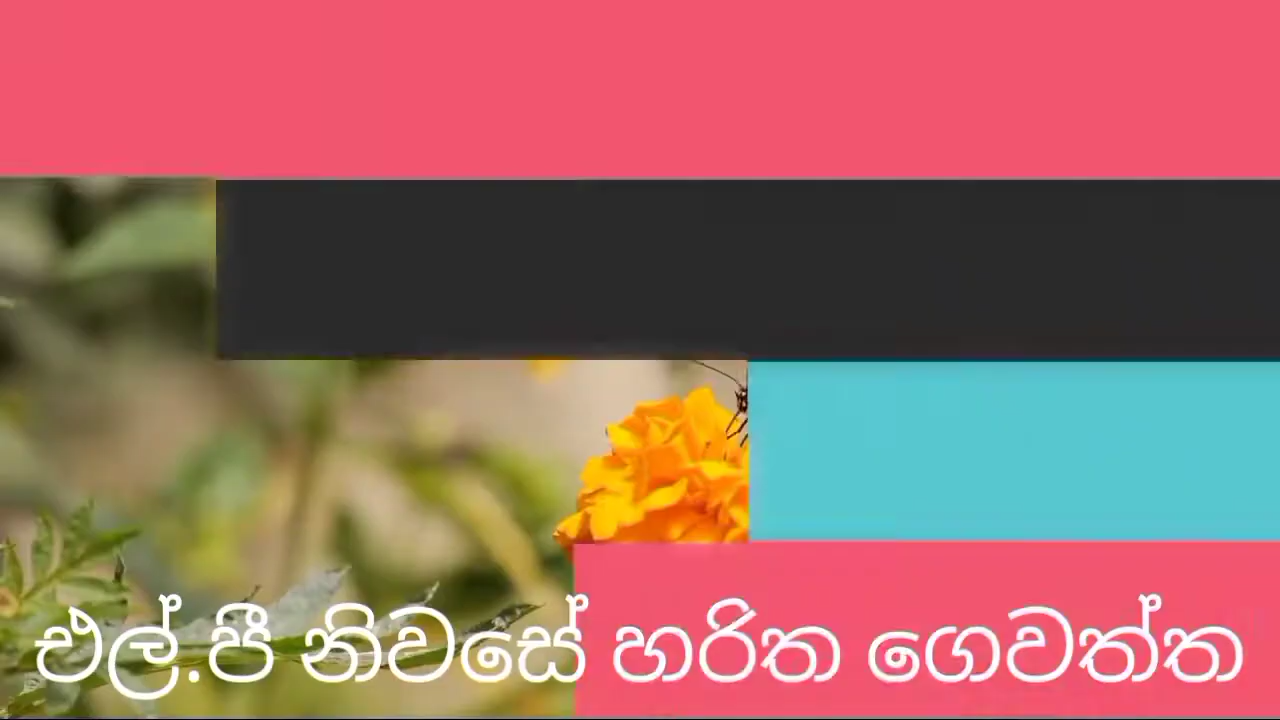 එල්.පී නිවසේ හරිත ගෙවත්ත